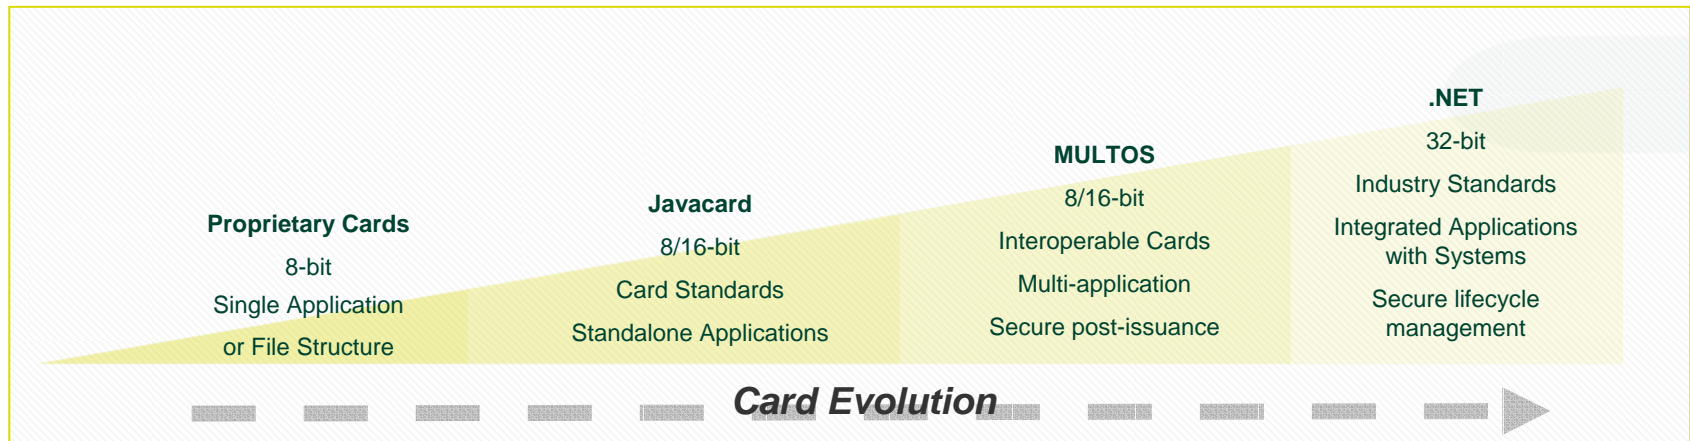 Proprietary Cards
8-bit
Single Application
or File Structure
Javacard
8/16-bit
Card Standards
Standalone Applications
MULTOS
8/16-bit
Interoperable Cards
Multi-application
Secure post-issuance
.NET
32-bit
Industry Standards
Integrated Applications
with Systems
Secure lifecycle
management
Card Evolution